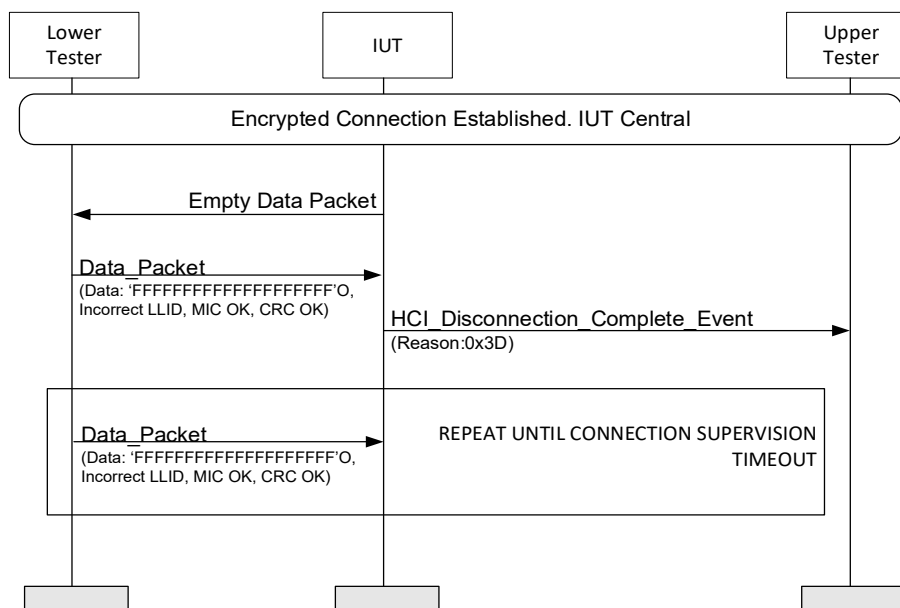 Lower
Tester
IUT
Upper
Tester
Encrypted Connection Established. IUT Central
Empty Data Packet
Data_Packet
(Data: ‘FFFFFFFFFFFFFFFFFFFF’O,
Incorrect LLID, MIC OK, CRC OK)
HCI_Disconnection_Complete_Event
(Reason:0x3D)
Data_Packet
(Data: ‘FFFFFFFFFFFFFFFFFFFF’O,
Incorrect LLID, MIC OK, CRC OK)
REPEAT UNTIL CONNECTION SUPERVISION
TIMEOUT